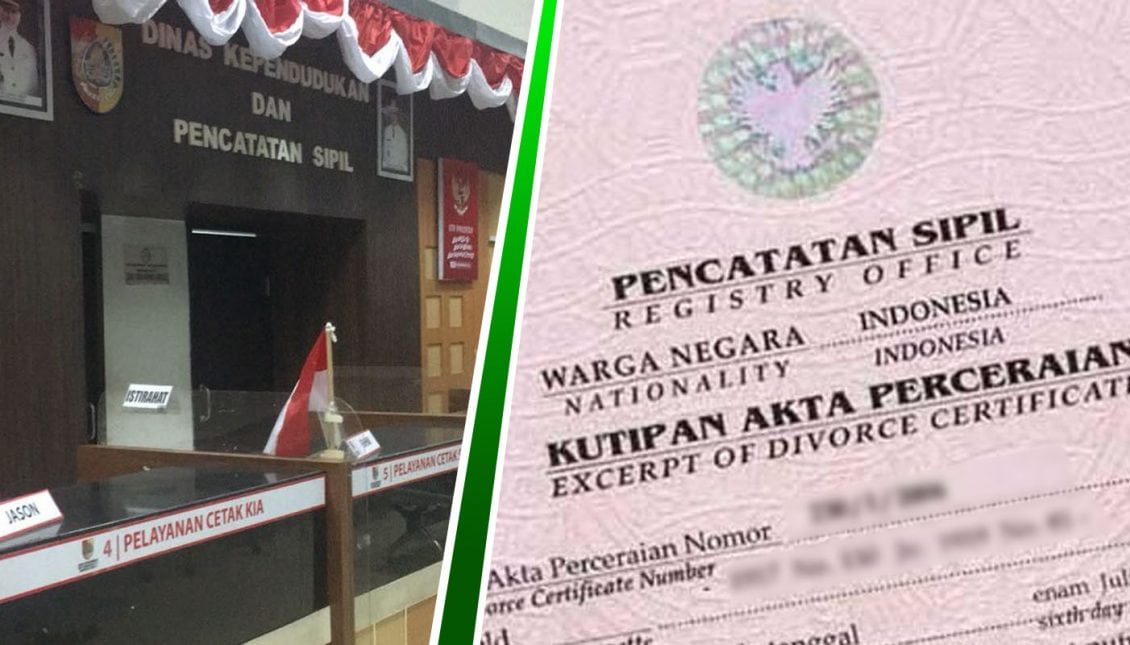 DINAS KEPENDUDUKAN
DAN
PENCATATAN SIPIL
ISTIRAHAT
JASON
4 | PELAYANAN CETAK KIA
5 | PELAYANAN CETAK
PENCATATAN SIPIL
REGISTRY OFFICE
WARGA NEGARA INDONESIA
NATIONALITY INDONESIA
KUTIPAN AKTA PERCERAIAN
EXCERPT OF DIVORCE CERTIFICATE
Akta Perceraian Nomor
orce Certificate Number
enam Jul
sixth day